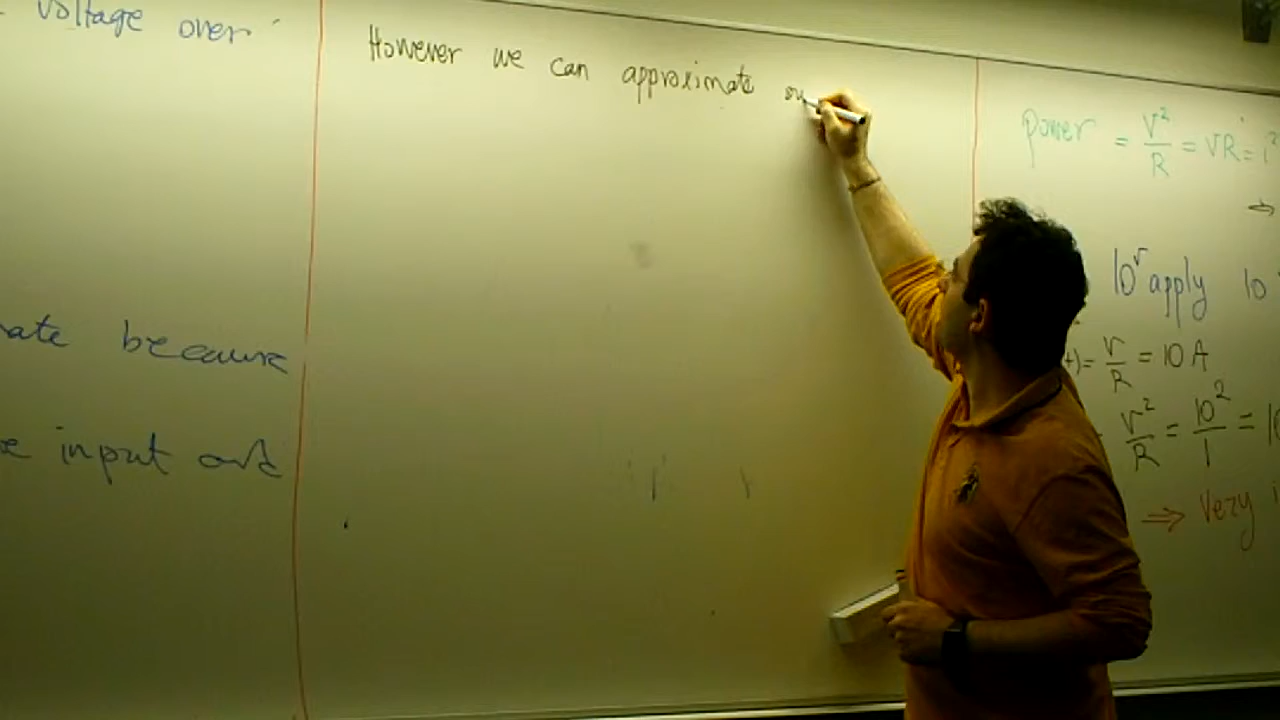 voltage over
because
input and
However we can approximate
power = V²/R = VR = i²
⇒
10^V apply 10
= V/R = 10 A
V²/R = 10²/1 =
⇒ Very